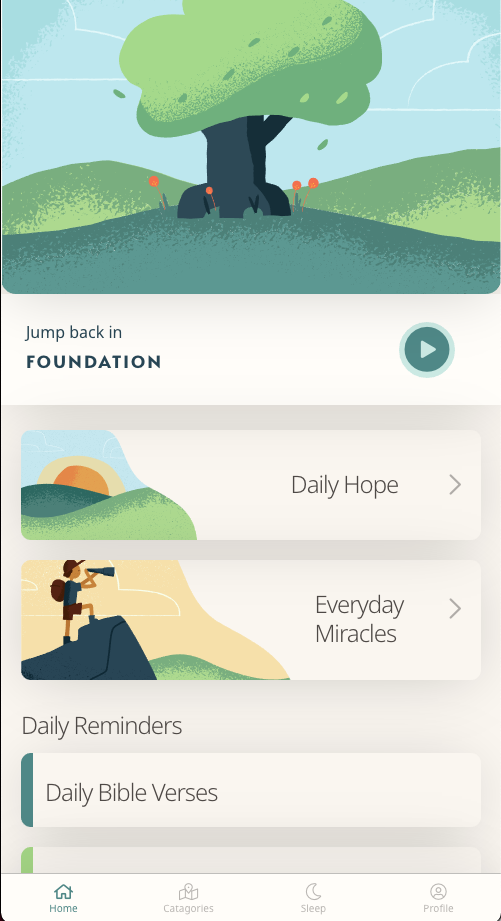 Jump back in
FOUNDATION
Daily Hope
Everyday
Miracles
Daily Reminders
Daily Bible Verses
Home
Catagories
Sleep
Profile